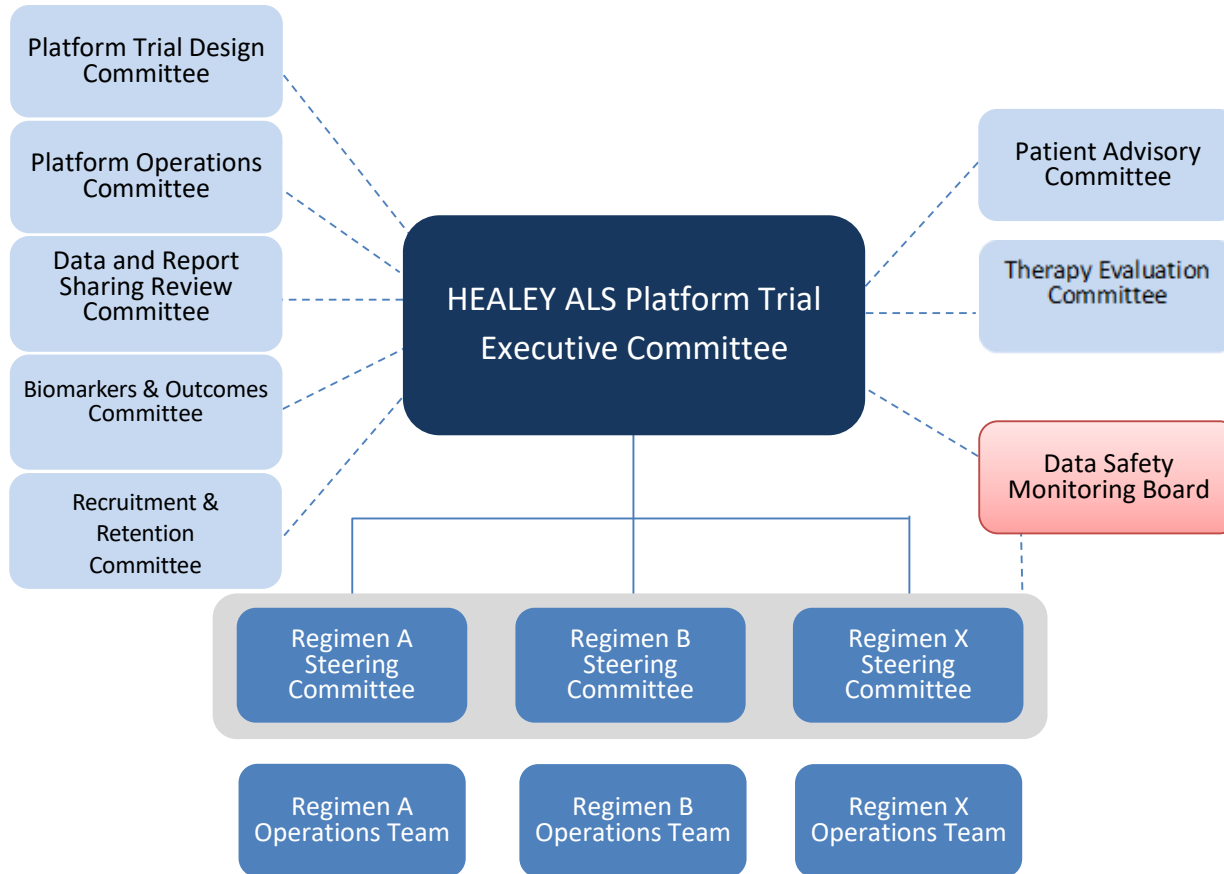 Platform Trial Design
Committee
Platform Operations
Committee
Data and Report
Sharing Review
Committee
Biomarkers & Outcomes
Committee
Recruitment &
Retention
Committee
HEALEY ALS Platform Trial
Executive Committee
Patient Advisory
Committee
Therapy Evaluation
Committee
Data Safety
Monitoring Board
Regimen A
Steering
Committee
Regimen B
Steering
Committee
Regimen X
Steering
Committee
Regimen A
Operations Team
Regimen B
Operations Team
Regimen X
Operations Team